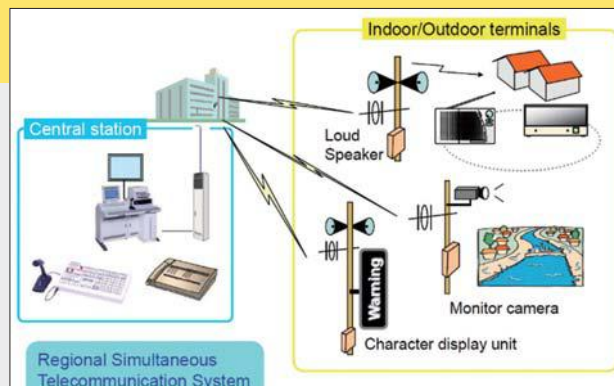 Indoor/Outdoor terminals
Central station
Loud
Speaker
Warning
Monitor camera
Character display unit
Regional Simultaneous
Telecommunication System